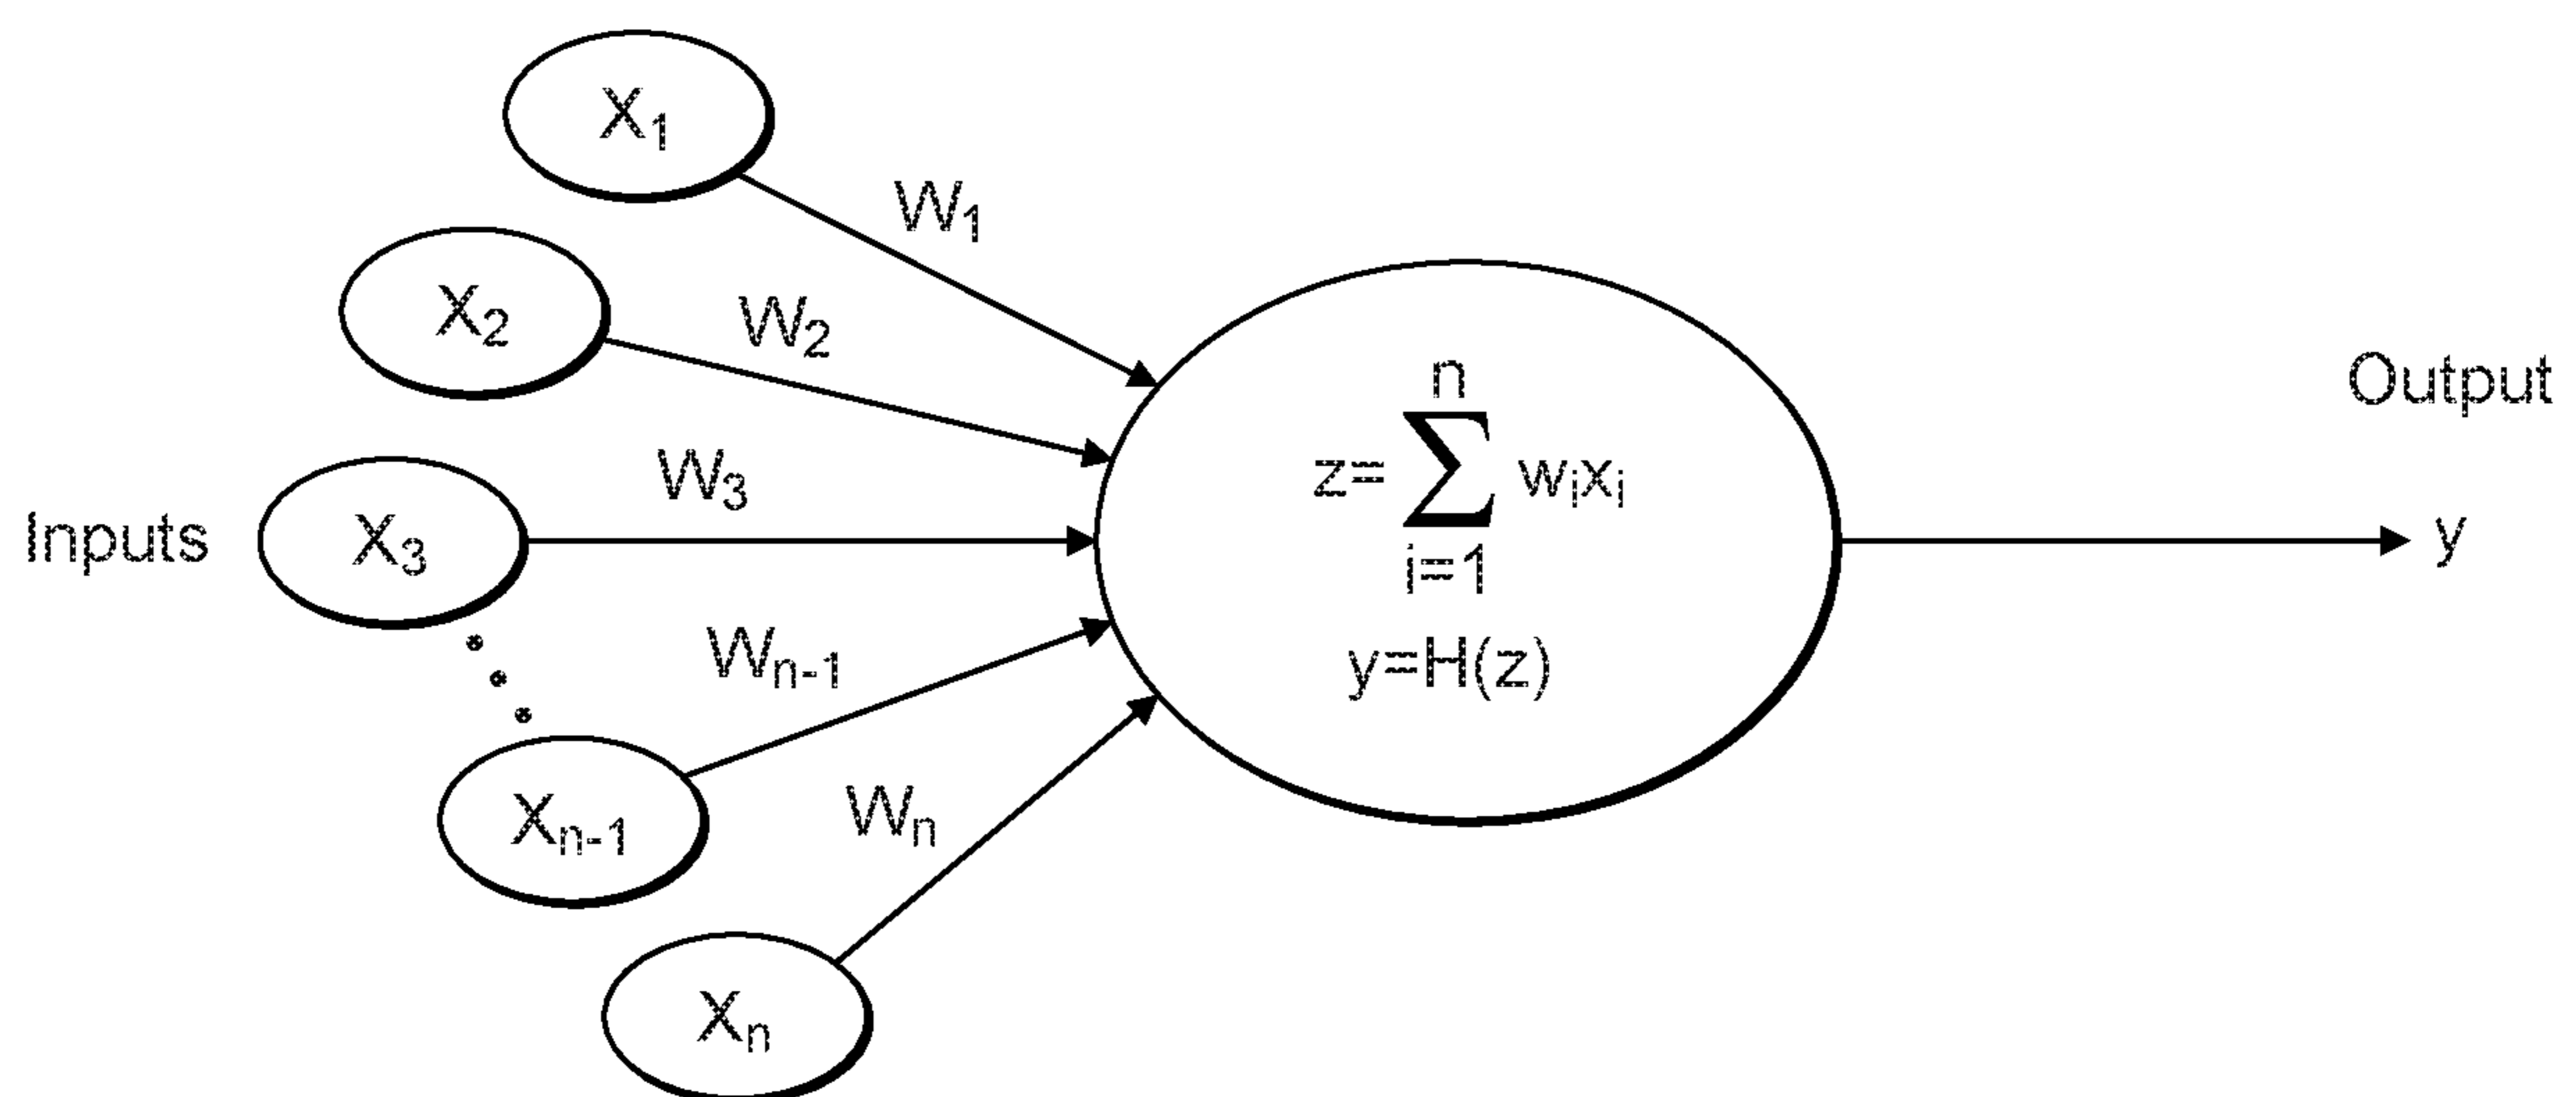 X₁
W₁
X₂
W₂
Inputs
X₃
W₃
Xₙ₋₁
Wₙ₋₁
Xₙ
Wₙ
n
z=∑ wᵢxᵢ
i=1
y=H(z)
Output
y